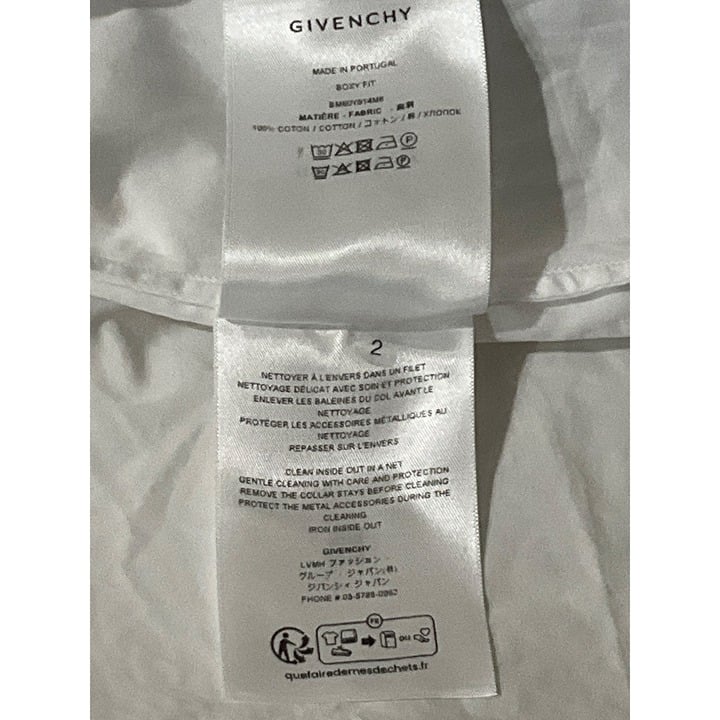 GIVENCHY
MADE IN PORTUGAL
BOXY FIT
BM60Y914M6
MATIÈRE - FABRIC -
100% COTON / COTTON / コットン / 棉 / ХЛОПОК
2
NETTOYER À L'ENVERS DANS UN FILET
NETTOYAGE DÉLICAT AVEC SOIN ET PROTECTION
ENLEVER LES BALEINES DU COL AVANT LE
NETTOYAGE
PROTÉGER LES ACCESSOIRES MÉTALLIQUES AU
NETTOYAGE
REPASSER SUR L'ENVERS
CLEAN INSIDE OUT IN A NET
GENTLE CLEANING WITH CARE AND PROTECTION
REMOVE THE COLLAR STAYS BEFORE CLEANING
PROTECT THE METAL ACCESSORIES DURING THE
CLEANING
IRON INSIDE OUT
GIVENCHY
LVMH ファッション・
グループ・ジャパン(株)
ジバンシィ ジャパン
PHONE #
FR
OU
quefairedemesdechets.fr